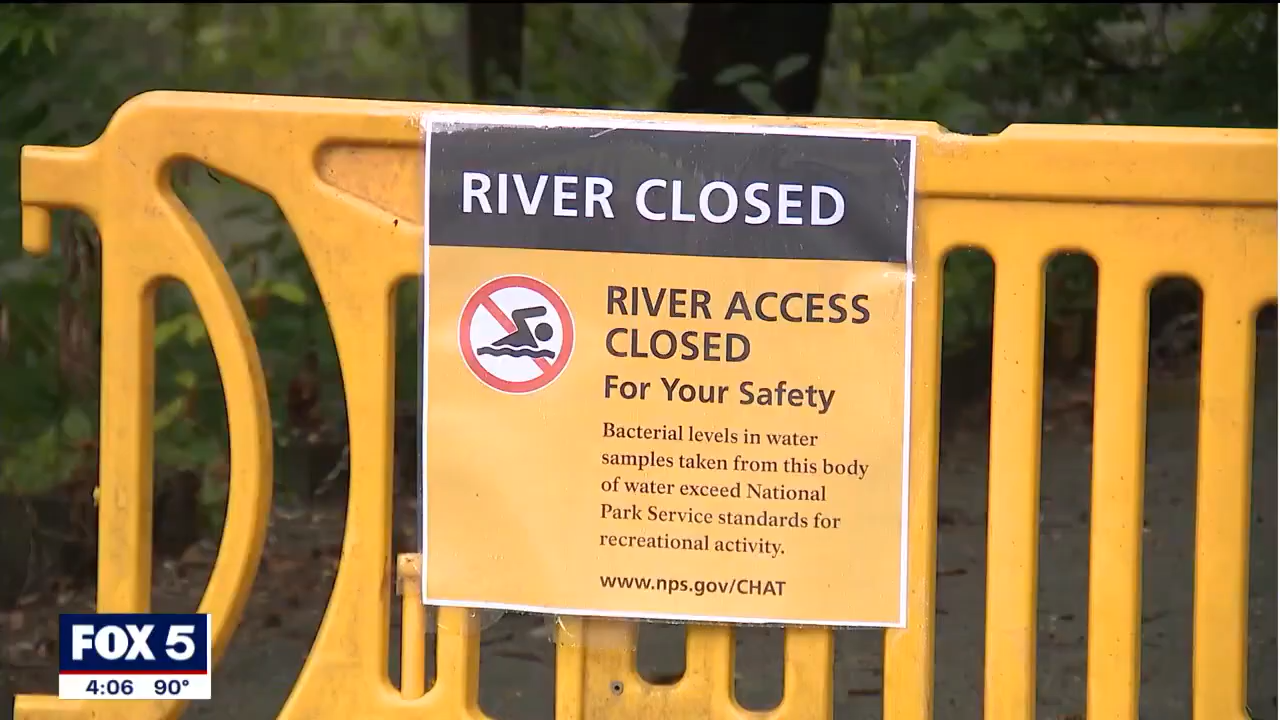 RIVER CLOSED
RIVER ACCESS
CLOSED
For Your Safety
Bacterial levels in water
samples taken from this body
of water exceed National
Park Service standards for
recreational activity.
www.nps.gov/CHAT
FOX 5
4:06 90°